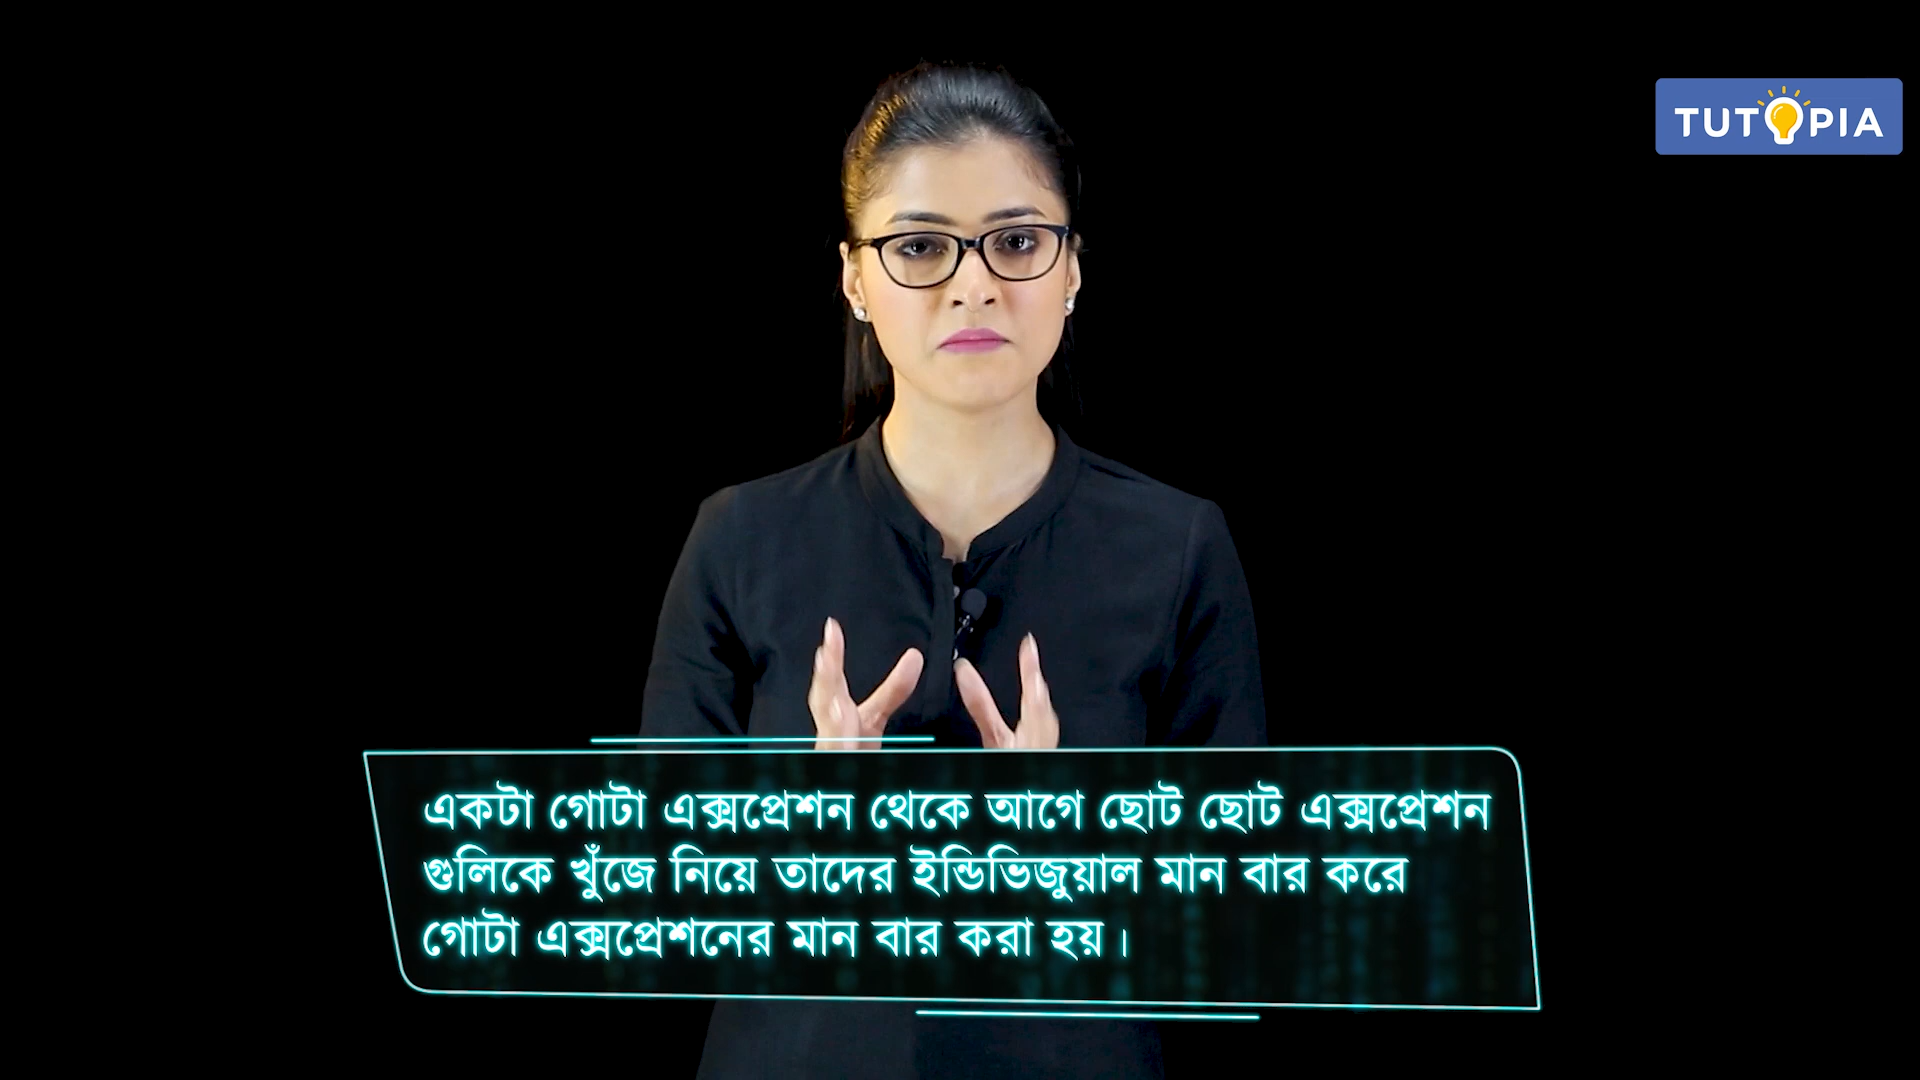 TUTOPIA
একটা গোটা এক্সপ্রেশন থেকে আগে ছোট ছোট এক্সপ্রেশন
গুলিকে খুঁজে নিয়ে তাদের ইন্ডিভিজুয়াল মান বার করে
গোটা এক্সপ্রেশনের মান বার করা হয়।